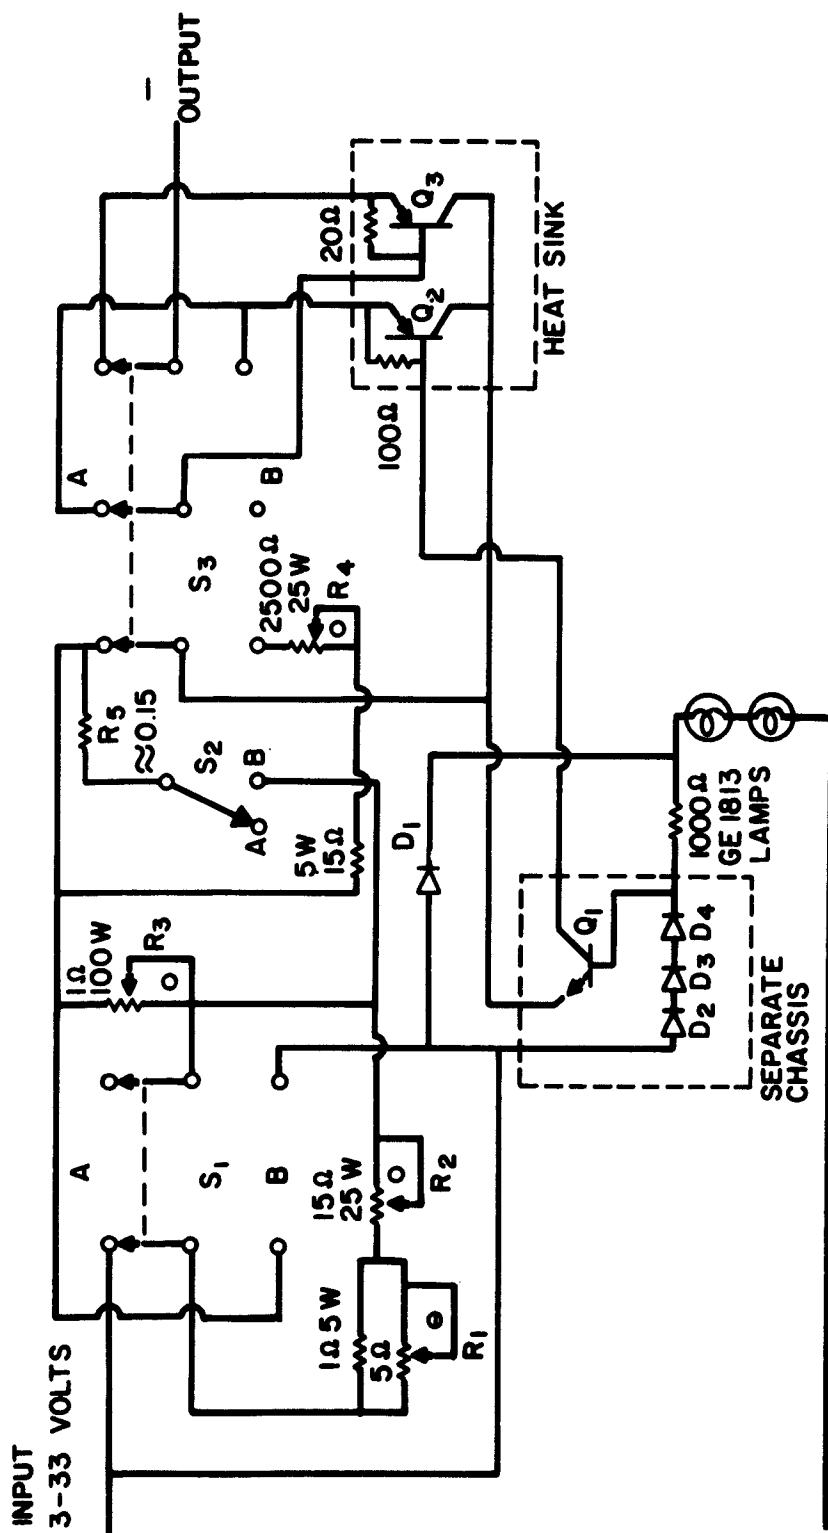 INPUT
3-33 VOLTS
—
OUTPUT
A
S1
B
1Ω
100W
R3
1Ω 5W
5Ω
R1
15Ω
25W
R2
R5
≈0.15
S2
A
B
5W
15Ω
A
S3
B
2500Ω
25W
R4
20Ω
Q3
Q2
100Ω
HEAT SINK
D1
Q1
D2 D3 D4
SEPARATE
CHASSIS
1000Ω
GE 1813
LAMPS